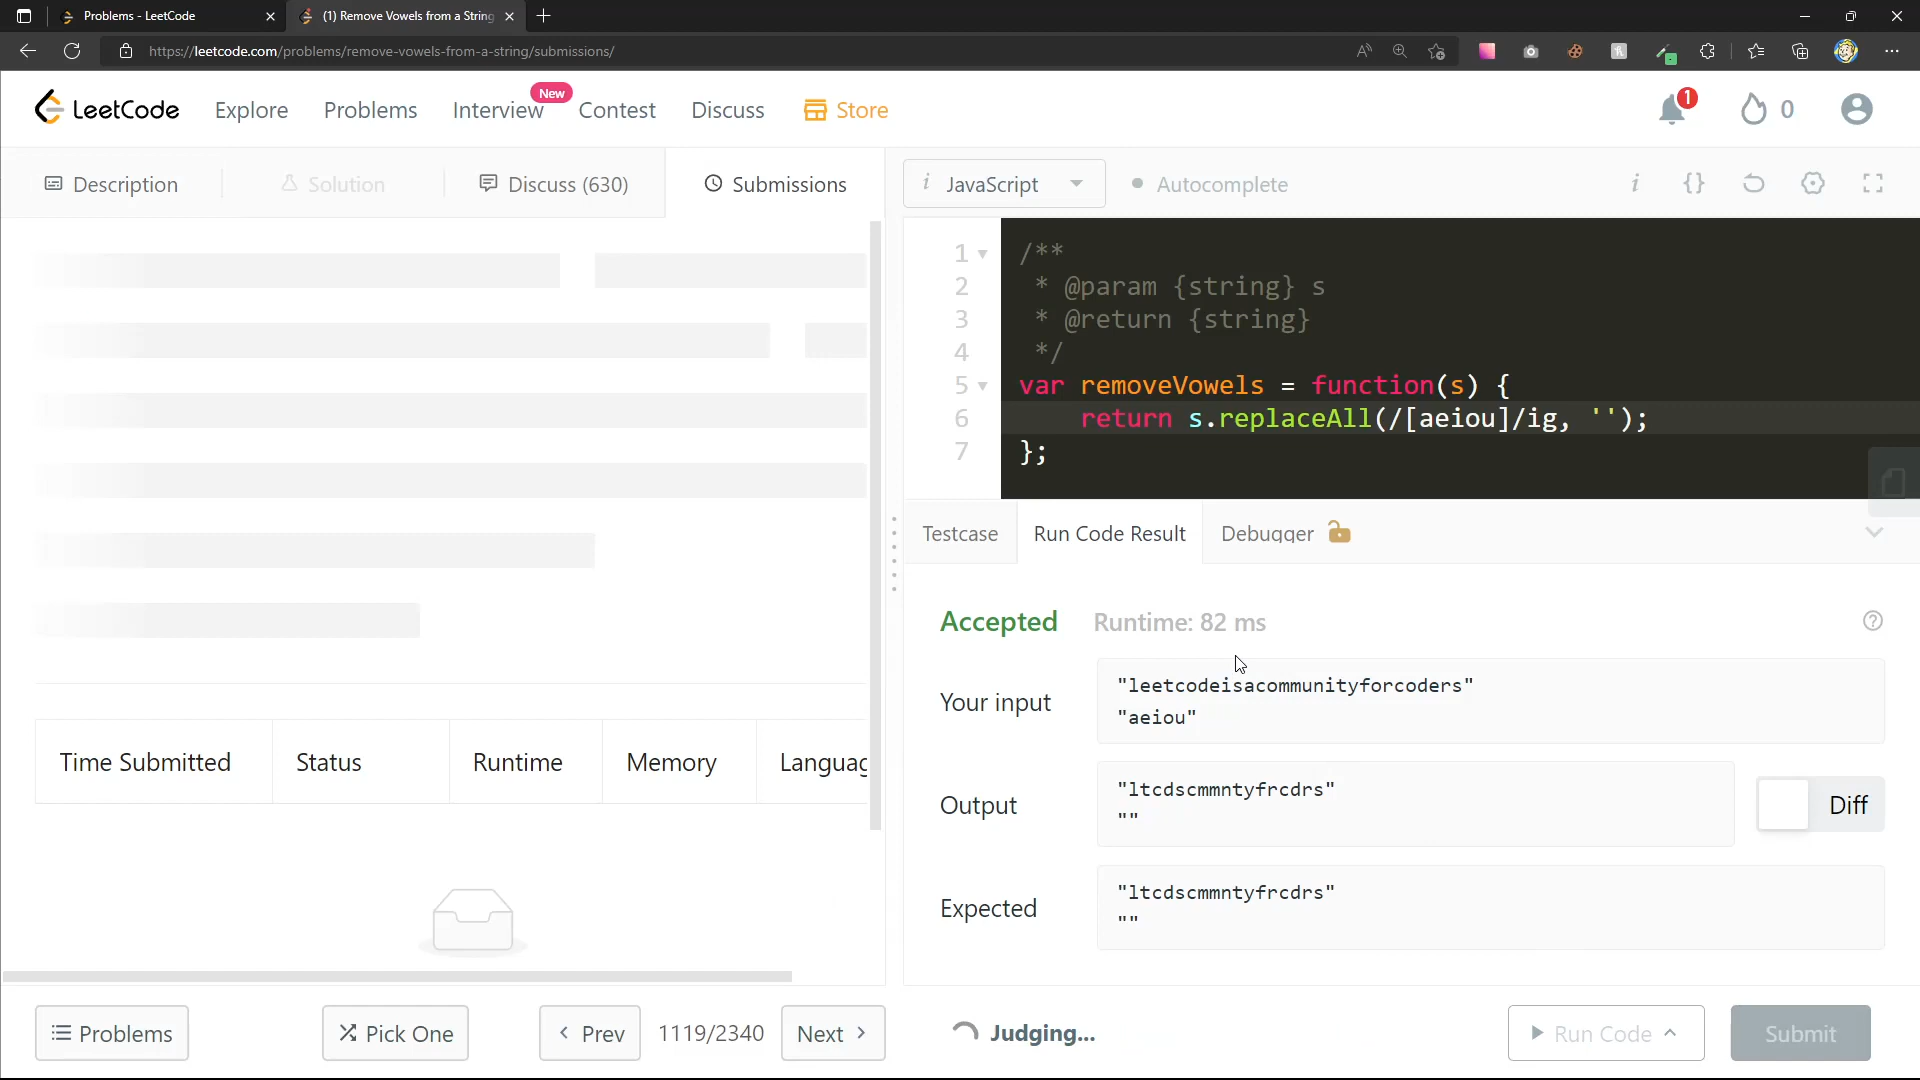 Problems - LeetCode
(1) Remove Vowels from a String
https://leetcode.com/problems/remove-vowels-from-a-string/submissions/
LeetCode
Explore
Problems
Interview
New
Contest
Discuss
Store
1
0
Description
Solution
Discuss (630)
Submissions
Time Submitted
Status
Runtime
Memory
Languag
Problems
Pick One
Prev
1119/2340
Next
i JavaScript
Autocomplete
i {}
1 /**
2 * @param {string} s
3 * @return {string}
4 */
5 var removeVowels = function(s) {
6 return s.replaceAll(/[aeiou]/ig, '');
7 };
Testcase
Run Code Result
Debugger
Accepted
Runtime: 82 ms
?
Your input
"leetcodeisacommunityforcoders"
"aeiou"
Output
"ltcdscmmntyfrcdrs"
""
Diff
Expected
"ltcdscmmntyfrcdrs"
""
Judging...
Run Code
Submit